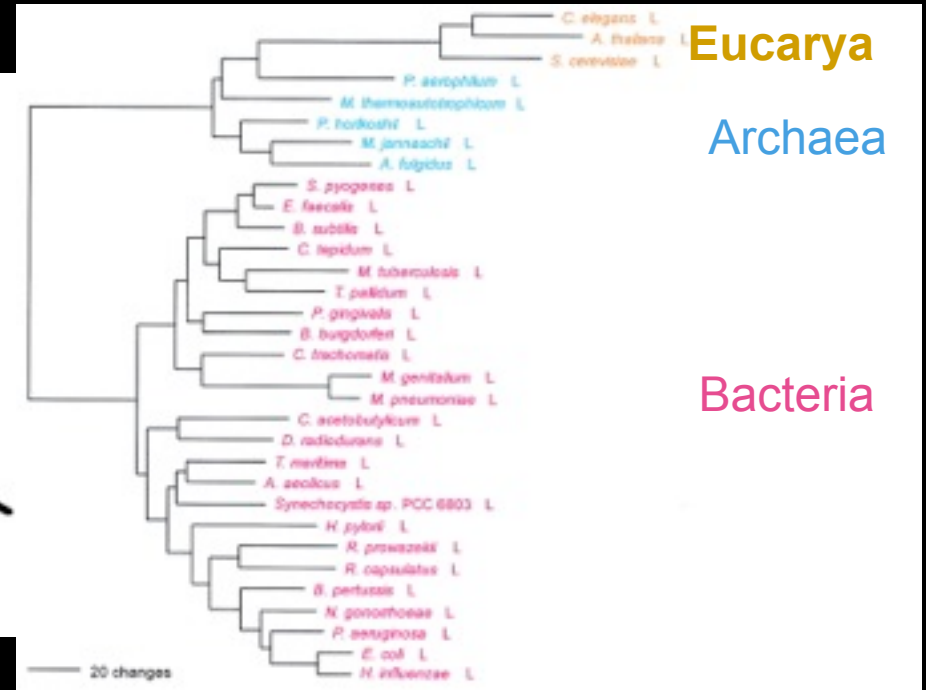 C. elegans L
A. thaliana L
Eucarya
S. cerevisiae L
P. aerophilum L
M. thermoautotrophicum L
P. horikoshii L
Archaea
M. jannaschii L
A. fulgidus L
S. pyogenes L
E. faecalis L
B. subtilis L
C. tepidum L
M. tuberculosis L
T. pallidum L
P. gingivalis L
B. burgdorferi L
C. trachomatis L
M. genitalium L
Bacteria
M. pneumoniae L
C. acetobutylicum L
D. radiodurans L
T. maritima L
A. aeolicus L
Synechocystis sp. PCC 6803 L
H. pylori L
R. prowazekii L
R. capsulatus L
B. pertussis L
N. gonorrhoeae L
P. aeruginosa L
E. coli L
H. influenzae L
20 changes